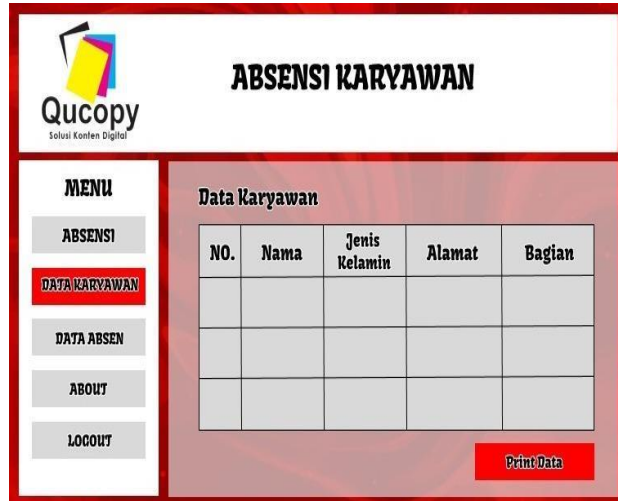 Qucopy
Solusi Konten Digital
ABSENSI KARYAWAN
MENU
ABSENSI
DATA KARYAWAN
DATA ABSEN
ABOUT
LOGOUT
Data Karyawan
NO. Nama Jenis Kelamin Alamat Bagian
Print Data